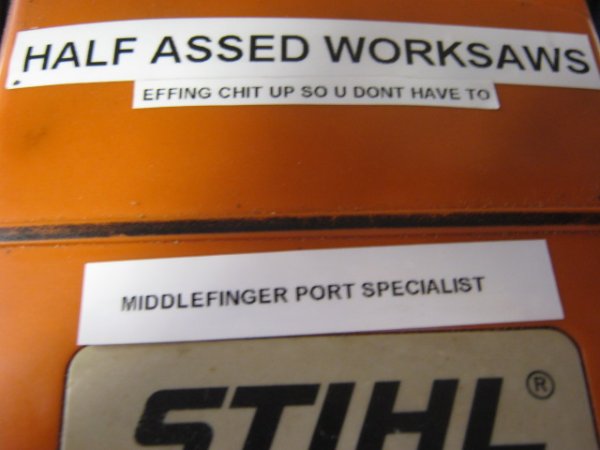 HALF ASSED WORKSAWS
EFFING CHIT UP SO U DONT HAVE TO
MIDDLEFINGER PORT SPECIALIST
STIHL®